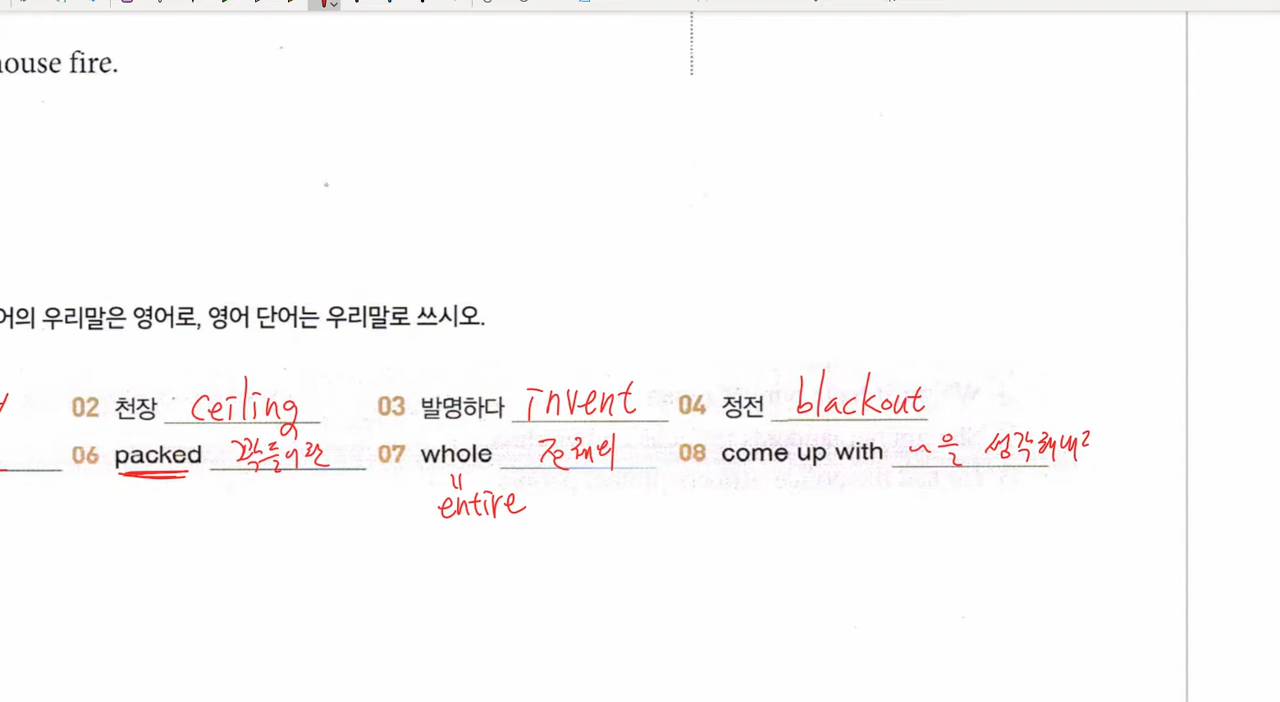 ouse fire.
어의 우리말은 영어로, 영어 단어는 우리말로 쓰시오.
02 천장 ceiling 03 발명하다 invent 04 정전 blackout
06 packed 꽉 들어찬 07 whole 전체의 08 come up with ~을 생각해내
entire